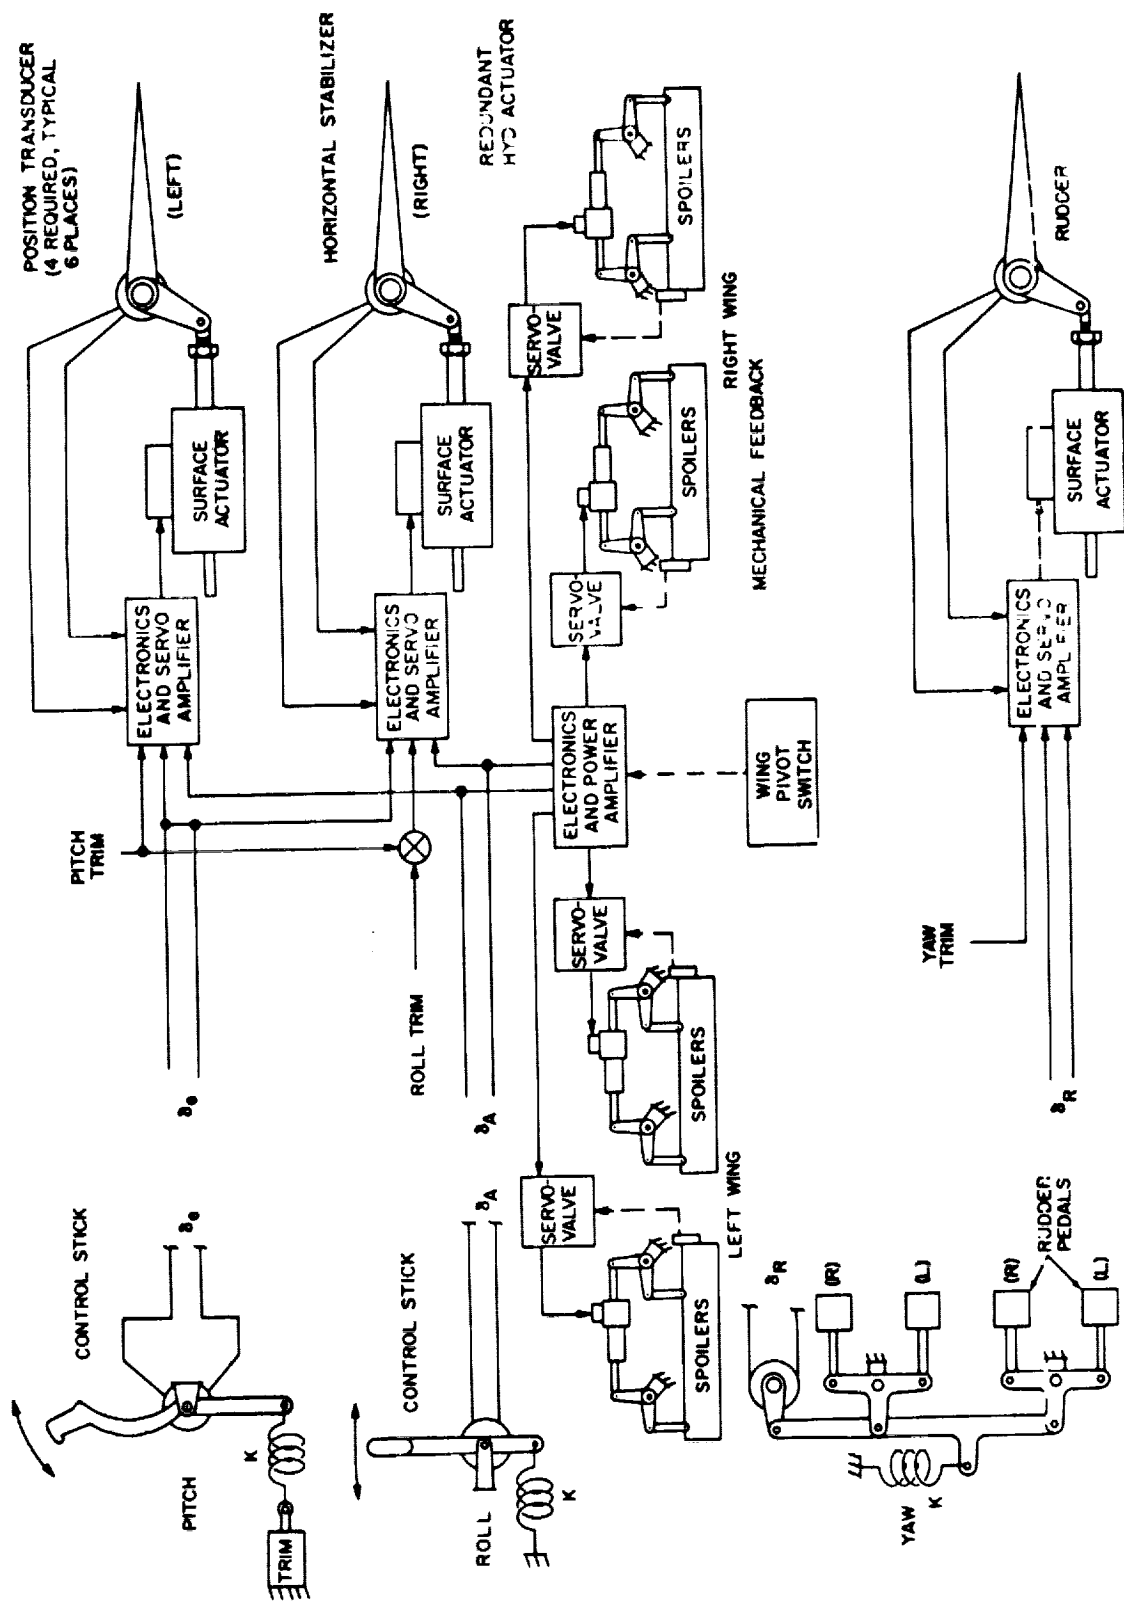 POSITION TRANSDUCER
(4 REQUIRED, TYPICAL
6 PLACES)
CONTROL STICK
δe
δe
PITCH
K
TRIM
PITCH
TRIM
ELECTRONICS
AND SERVO
AMPLIFIER
SURFACE
ACTUATOR
(LEFT)
HORIZONTAL STABILIZER
(RIGHT)
ELECTRONICS
AND SERVO
AMPLIFIER
SURFACE
ACTUATOR
ROLL TRIM
CONTROL STICK
δA
δA
ROLL
K
REDUNDANT
HYD ACTUATOR
SERVO-
VALVE
SPOILERS
SERVO-
VALVE
SPOILERS
LEFT WING
ELECTRONICS
AND POWER
AMPLIFIER
WING
PIVOT
SWITCH
SERVO-
VALVE
SPOILERS
SERVO-
VALVE
SPOILERS
RIGHT WING
MECHANICAL FEEDBACK
YAW
K
δR
(R)
(L)
(R)
(L)
RUDDER
PEDALS
δR
YAW
TRIM
ELECTRONICS
AND SERVO
AMPLIFIER
SURFACE
ACTUATOR
RUDDER